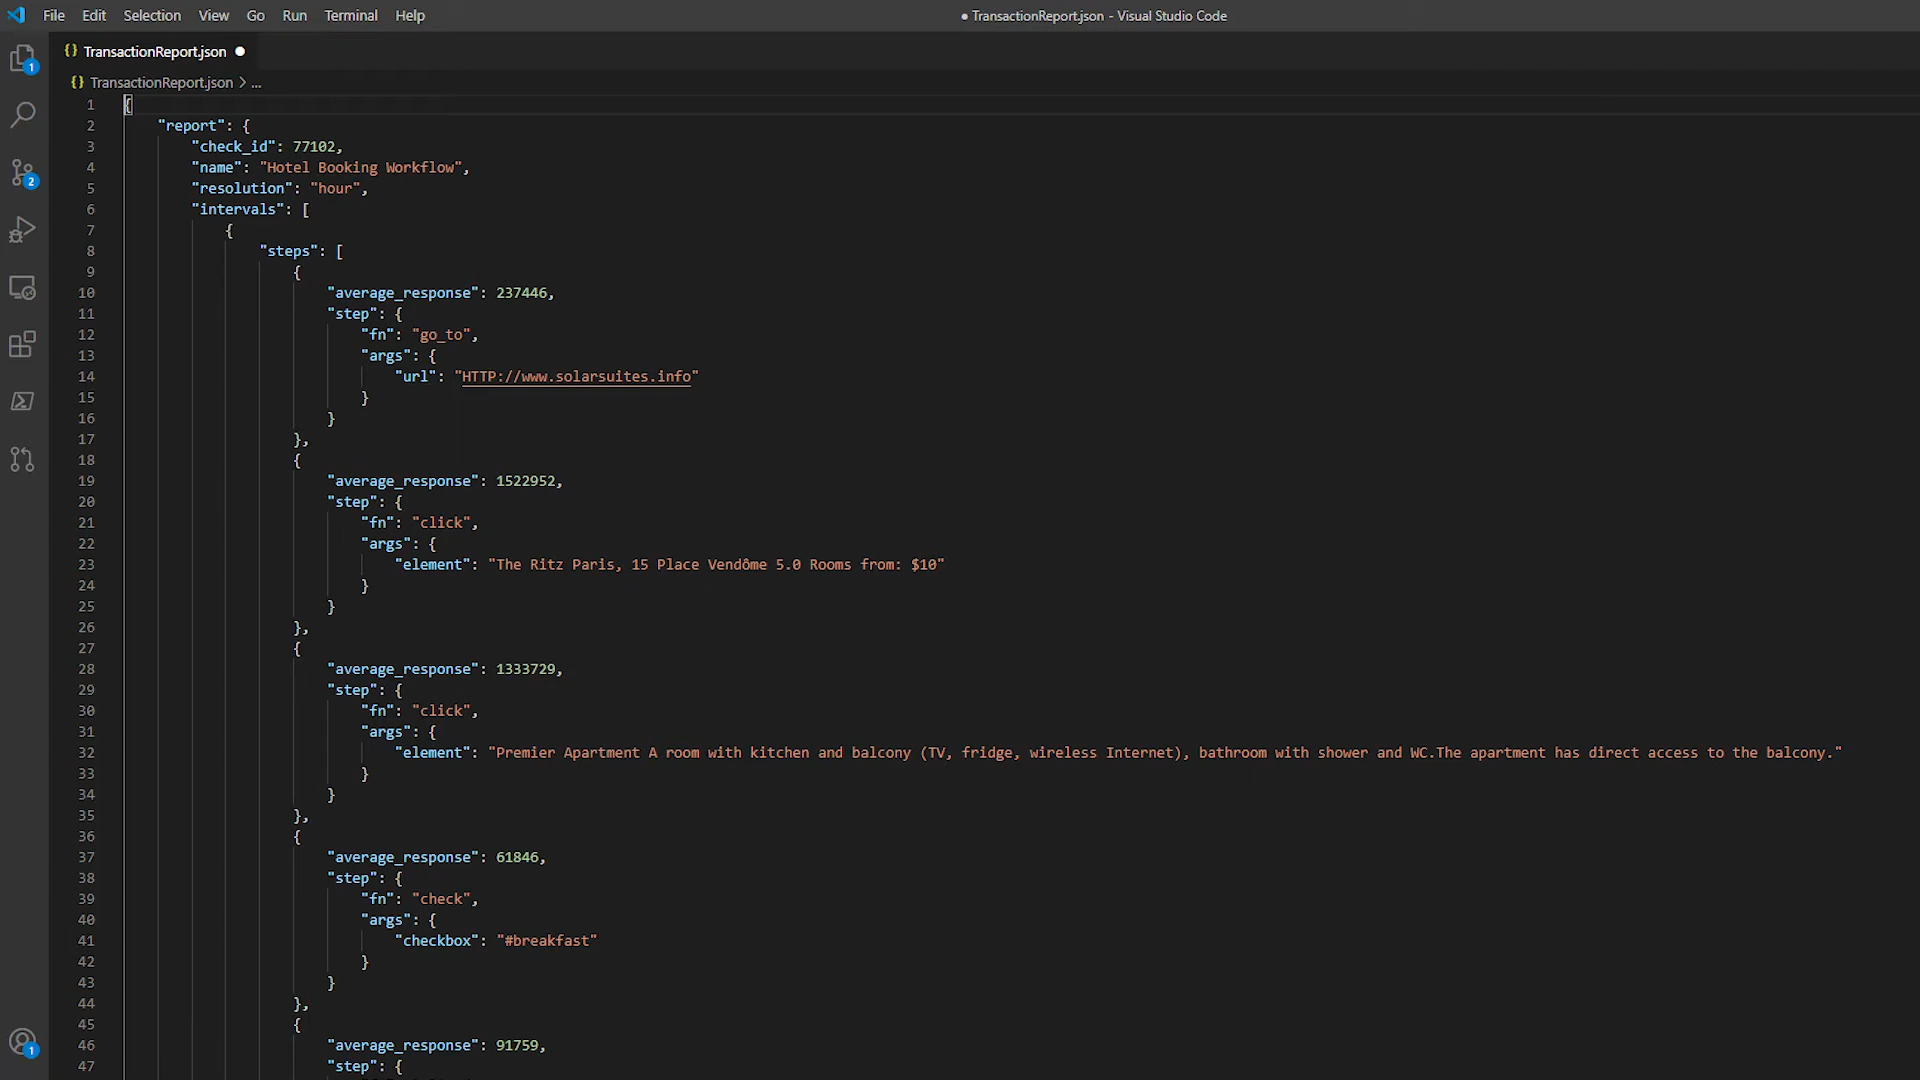 File Edit Selection View Go Run Terminal Help
● TransactionReport.json - Visual Studio Code
{} TransactionReport.json ●
{} TransactionReport.json > ...
1 {
2 "report": {
3 "check_id": 77102,
4 "name": "Hotel Booking Workflow",
5 "resolution": "hour",
6 "intervals": [
7 {
8 "steps": [
9 {
10 "average_response": 237446,
11 "step": {
12 "fn": "go_to",
13 "args": {
14 "url": "HTTP://www.solarsuites.info"
15 }
16 }
17 },
18 {
19 "average_response": 1522952,
20 "step": {
21 "fn": "click",
22 "args": {
23 "element": "The Ritz Paris, 15 Place Vendôme 5.0 Rooms from: $10"
24 }
25 }
26 },
27 {
28 "average_response": 1333729,
29 "step": {
30 "fn": "click",
31 "args": {
32 "element": "Premier Apartment A room with kitchen and balcony (TV, fridge, wireless Internet), bathroom with shower and WC.The apartment has direct access to the balcony."
33 }
34 }
35 },
36 {
37 "average_response": 61846,
38 "step": {
39 "fn": "check",
40 "args": {
41 "checkbox": "#breakfast"
42 }
43 }
44 },
45 {
46 "average_response": 91759,
47 "step": {
1
2
1